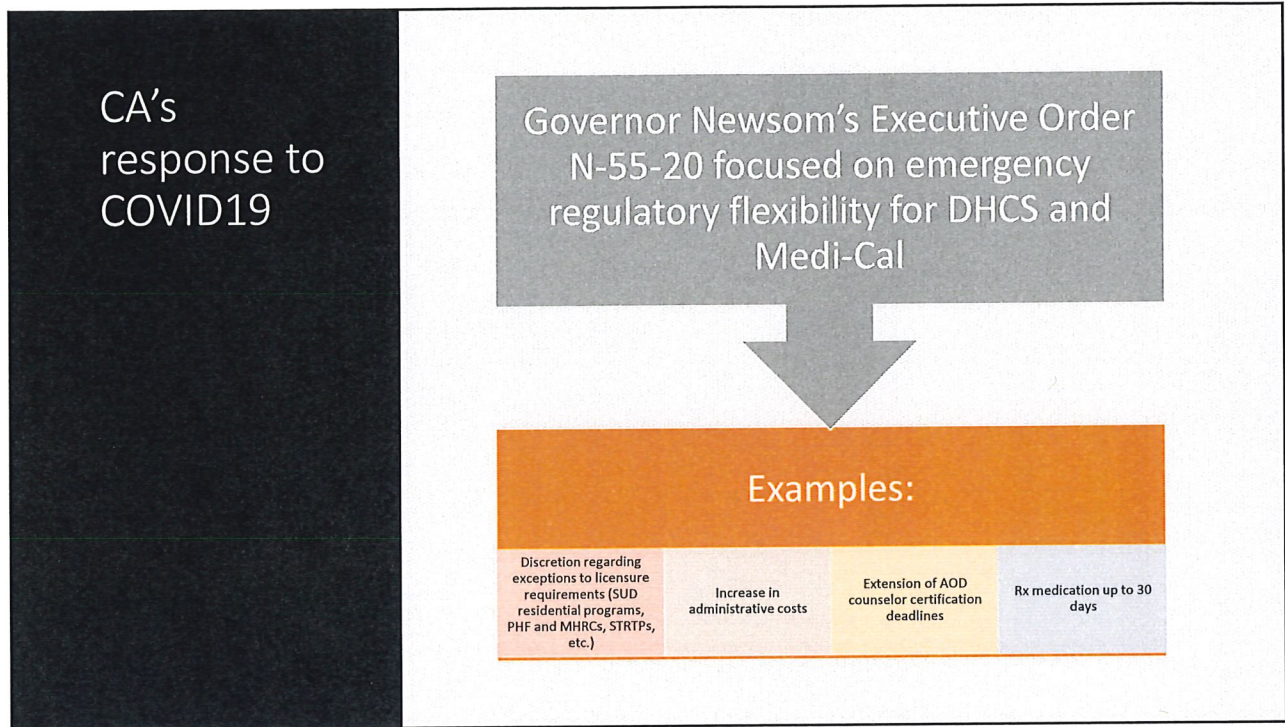 CA's
response to
COVID19
Governor Newsom's Executive Order
N-55-20 focused on emergency
regulatory flexibility for DHCS and
Medi-Cal
Examples:
Discretion regarding
exceptions to licensure
requirements (SUD
residential programs,
PHF and MHRCs, STRTPs,
etc.)
Increase in
administrative costs
Extension of AOD
counselor certification
deadlines
Rx medication up to 30
days